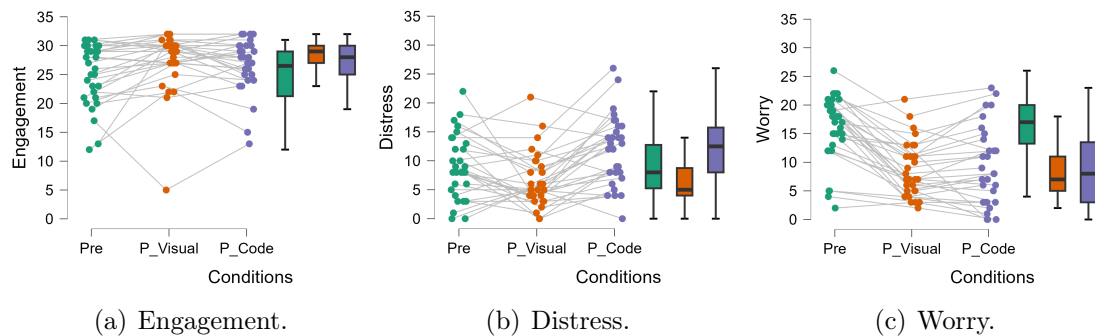 35
30
25
20
15
10
5
0
Engagement
Pre P_Visual P_Code
Conditions
(a) Engagement.
35
30
25
20
15
10
5
0
Distress
Pre P_Visual P_Code
Conditions
(b) Distress.
35
30
25
20
15
10
5
0
Worry
Pre P_Visual P_Code
Conditions
(c) Worry.